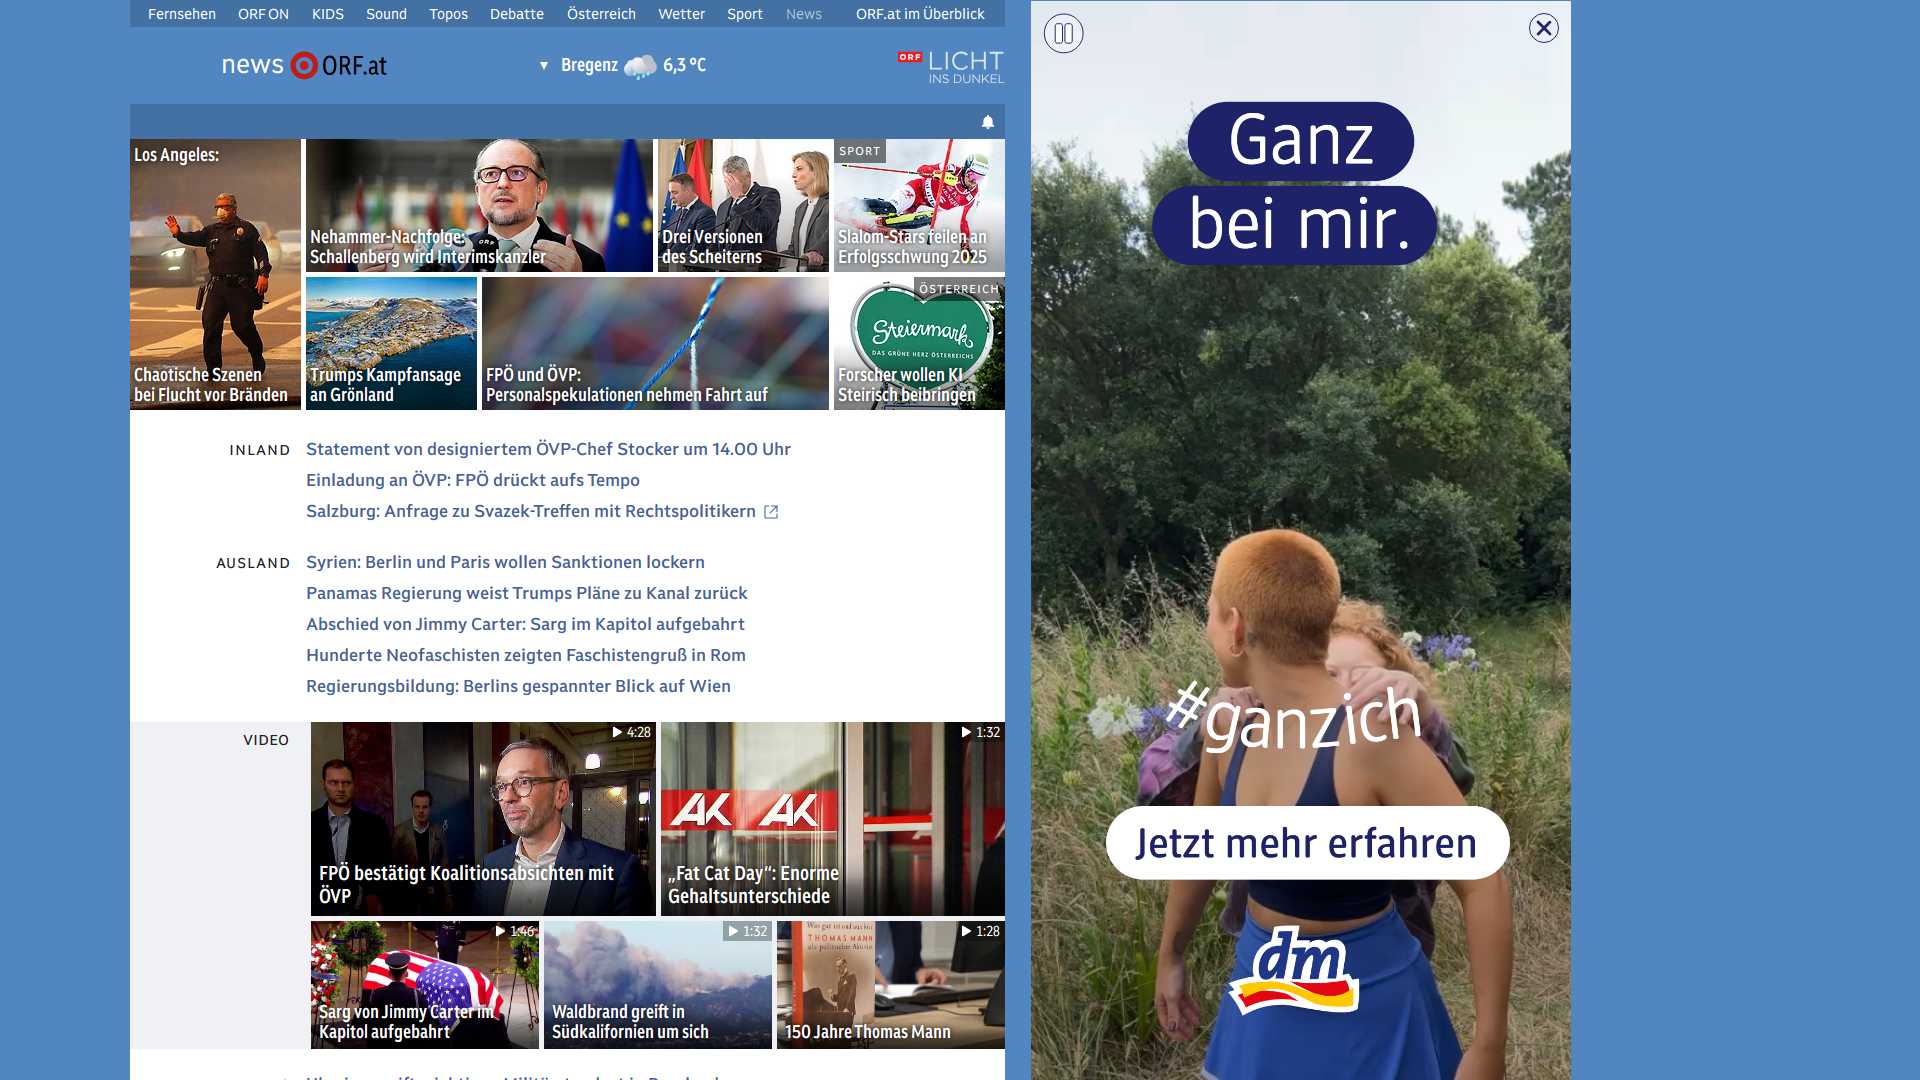 Fernsehen ORF ON KIDS Sound Topos Debatte Österreich Wetter Sport News ORF.at im Überblick
news ORF.at
▼ Bregenz 6,3 °C
ORF LICHT
INS DUNKEL
Los Angeles:
Chaotische Szenen
bei Flucht vor Bränden
Nehammer-Nachfolge:
Schallenberg wird Interimskanzler
ORF
Drei Versionen
des Scheiterns
SPORT
Slalom-Stars feilen an
Erfolgsschwung 2025
Trumps Kampfansage
an Grönland
FPÖ und ÖVP:
Personalspekulationen nehmen Fahrt auf
ÖSTERREICH
Steiermark
DAS GRÜNE HERZ ÖSTERREICHS
Forscher wollen KI
Steirisch beibringen
INLAND
Statement von designiertem ÖVP-Chef Stocker um 14.00 Uhr
Einladung an ÖVP: FPÖ drückt aufs Tempo
Salzburg: Anfrage zu Svazek-Treffen mit Rechtspolitikern
AUSLAND
Syrien: Berlin und Paris wollen Sanktionen lockern
Panamas Regierung weist Trumps Pläne zu Kanal zurück
Abschied von Jimmy Carter: Sarg im Kapitol aufgebahrt
Hunderte Neofaschisten zeigten Faschistengruß in Rom
Regierungsbildung: Berlins gespannter Blick auf Wien
VIDEO
4:28
FPÖ bestätigt Koalitionsabsichten mit
ÖVP
1:32
AK AK
„Fat Cat Day“: Enorme
Gehaltsunterschiede
1:46
Sarg von Jimmy Carter im
Kapitol aufgebahrt
1:32
Waldbrand greift in
Südkalifornien um sich
1:28
THOMAS MANN
150 Jahre Thomas Mann
Ganz
bei mir.
#ganzich
Jetzt mehr erfahren
dm